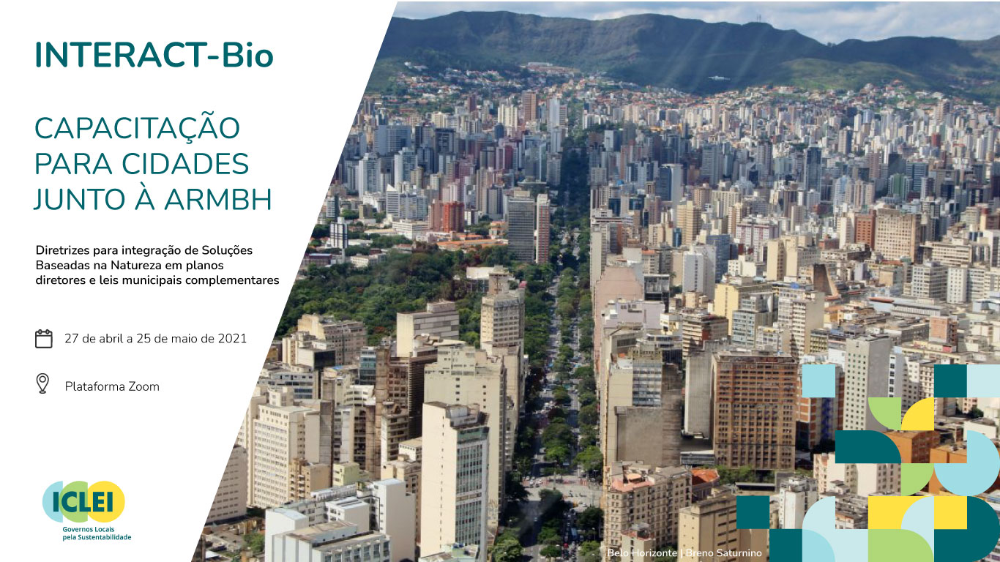 INTERACT-Bio
CAPACITAÇÃO
PARA CIDADES
JUNTO À ARMBH
Diretrizes para integração de Soluções
Baseadas na Natureza em planos
diretores e leis municipais complementares
27 de abril a 25 de maio de 2021
Plataforma Zoom
ICLEI
Governos Locais
pela Sustentabilidade
Belo Horizonte | Breno Saturnino